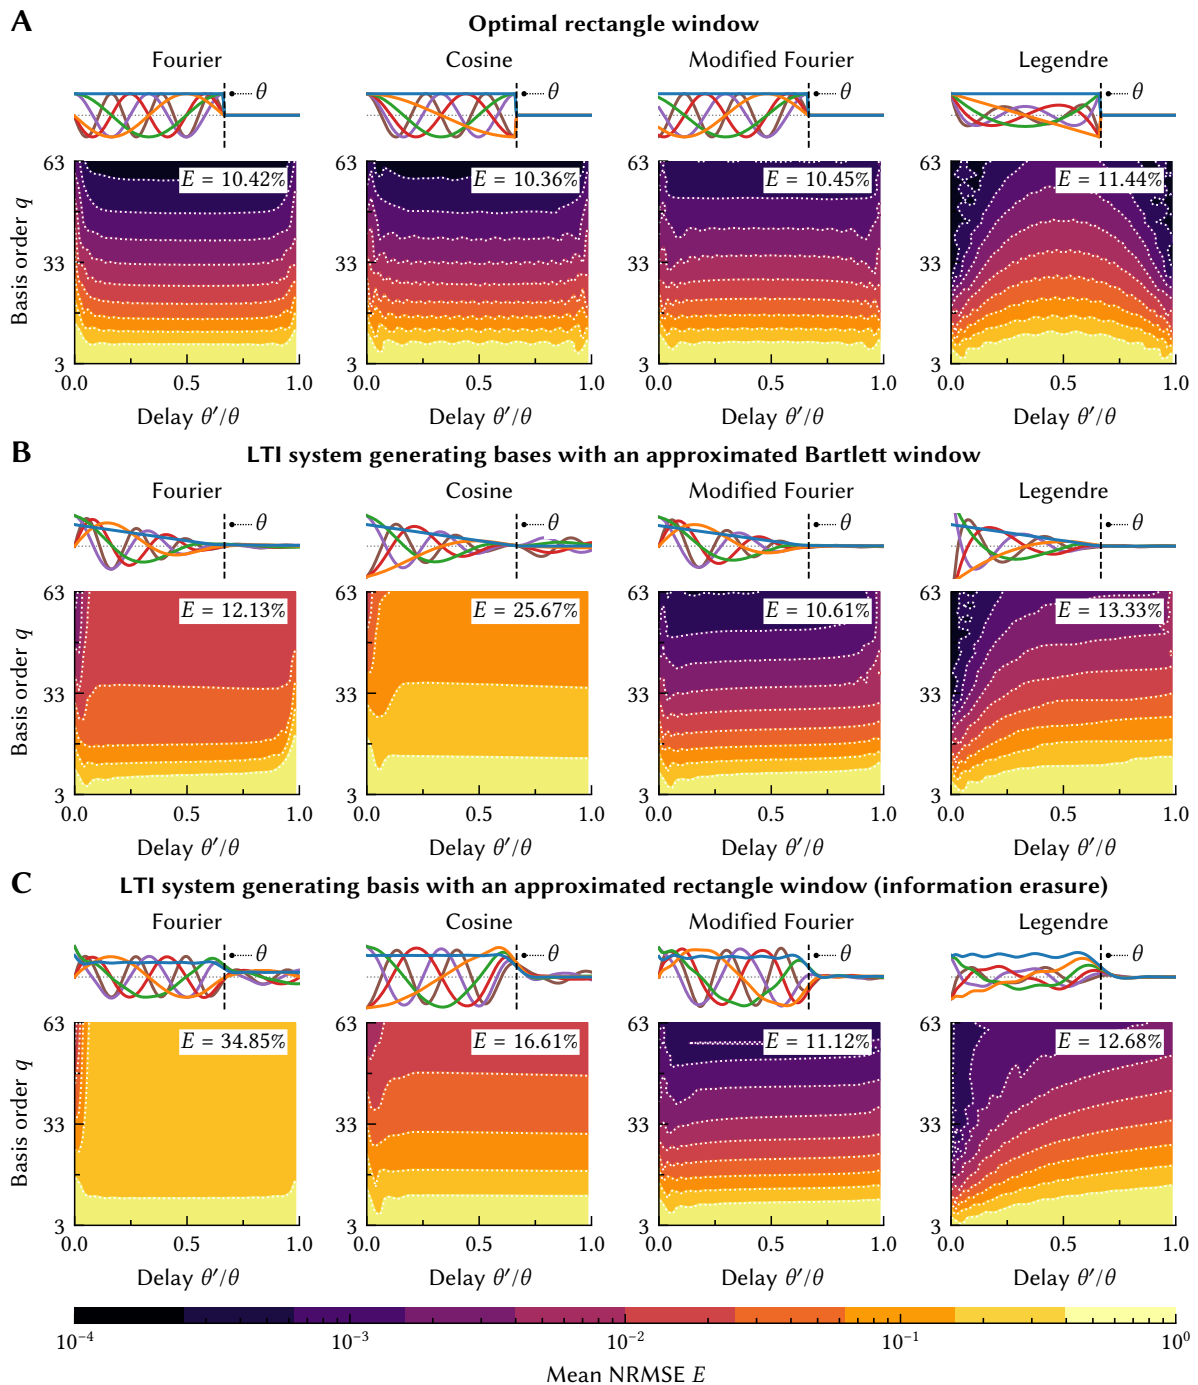 A
Optimal rectangle window
Fourier Cosine Modified Fourier Legendre
θ θ θ θ
63 63 63 63
E = 10.42% E = 10.36% E = 10.45% E = 11.44%
Basis order q
33 33 33 33
3 3 3 3
0.0 0.5 1.0 0.0 0.5 1.0 0.0 0.5 1.0 0.0 0.5 1.0
Delay θ′/θ Delay θ′/θ Delay θ′/θ Delay θ′/θ
B
LTI system generating bases with an approximated Bartlett window
Fourier Cosine Modified Fourier Legendre
θ θ θ θ
63 63 63 63
E = 12.13% E = 25.67% E = 10.61% E = 13.33%
Basis order q
33 33 33 33
3 3 3 3
0.0 0.5 1.0 0.0 0.5 1.0 0.0 0.5 1.0 0.0 0.5 1.0
Delay θ′/θ Delay θ′/θ Delay θ′/θ Delay θ′/θ
C
LTI system generating basis with an approximated rectangle window (information erasure)
Fourier Cosine Modified Fourier Legendre
θ θ θ θ
63 63 63 63
E = 34.85% E = 16.61% E = 11.12% E = 12.68%
Basis order q
33 33 33 33
3 3 3 3
0.0 0.5 1.0 0.0 0.5 1.0 0.0 0.5 1.0 0.0 0.5 1.0
Delay θ′/θ Delay θ′/θ Delay θ′/θ Delay θ′/θ
10⁻⁴ 10⁻³ 10⁻² 10⁻¹ 10⁰
Mean NRMSE E